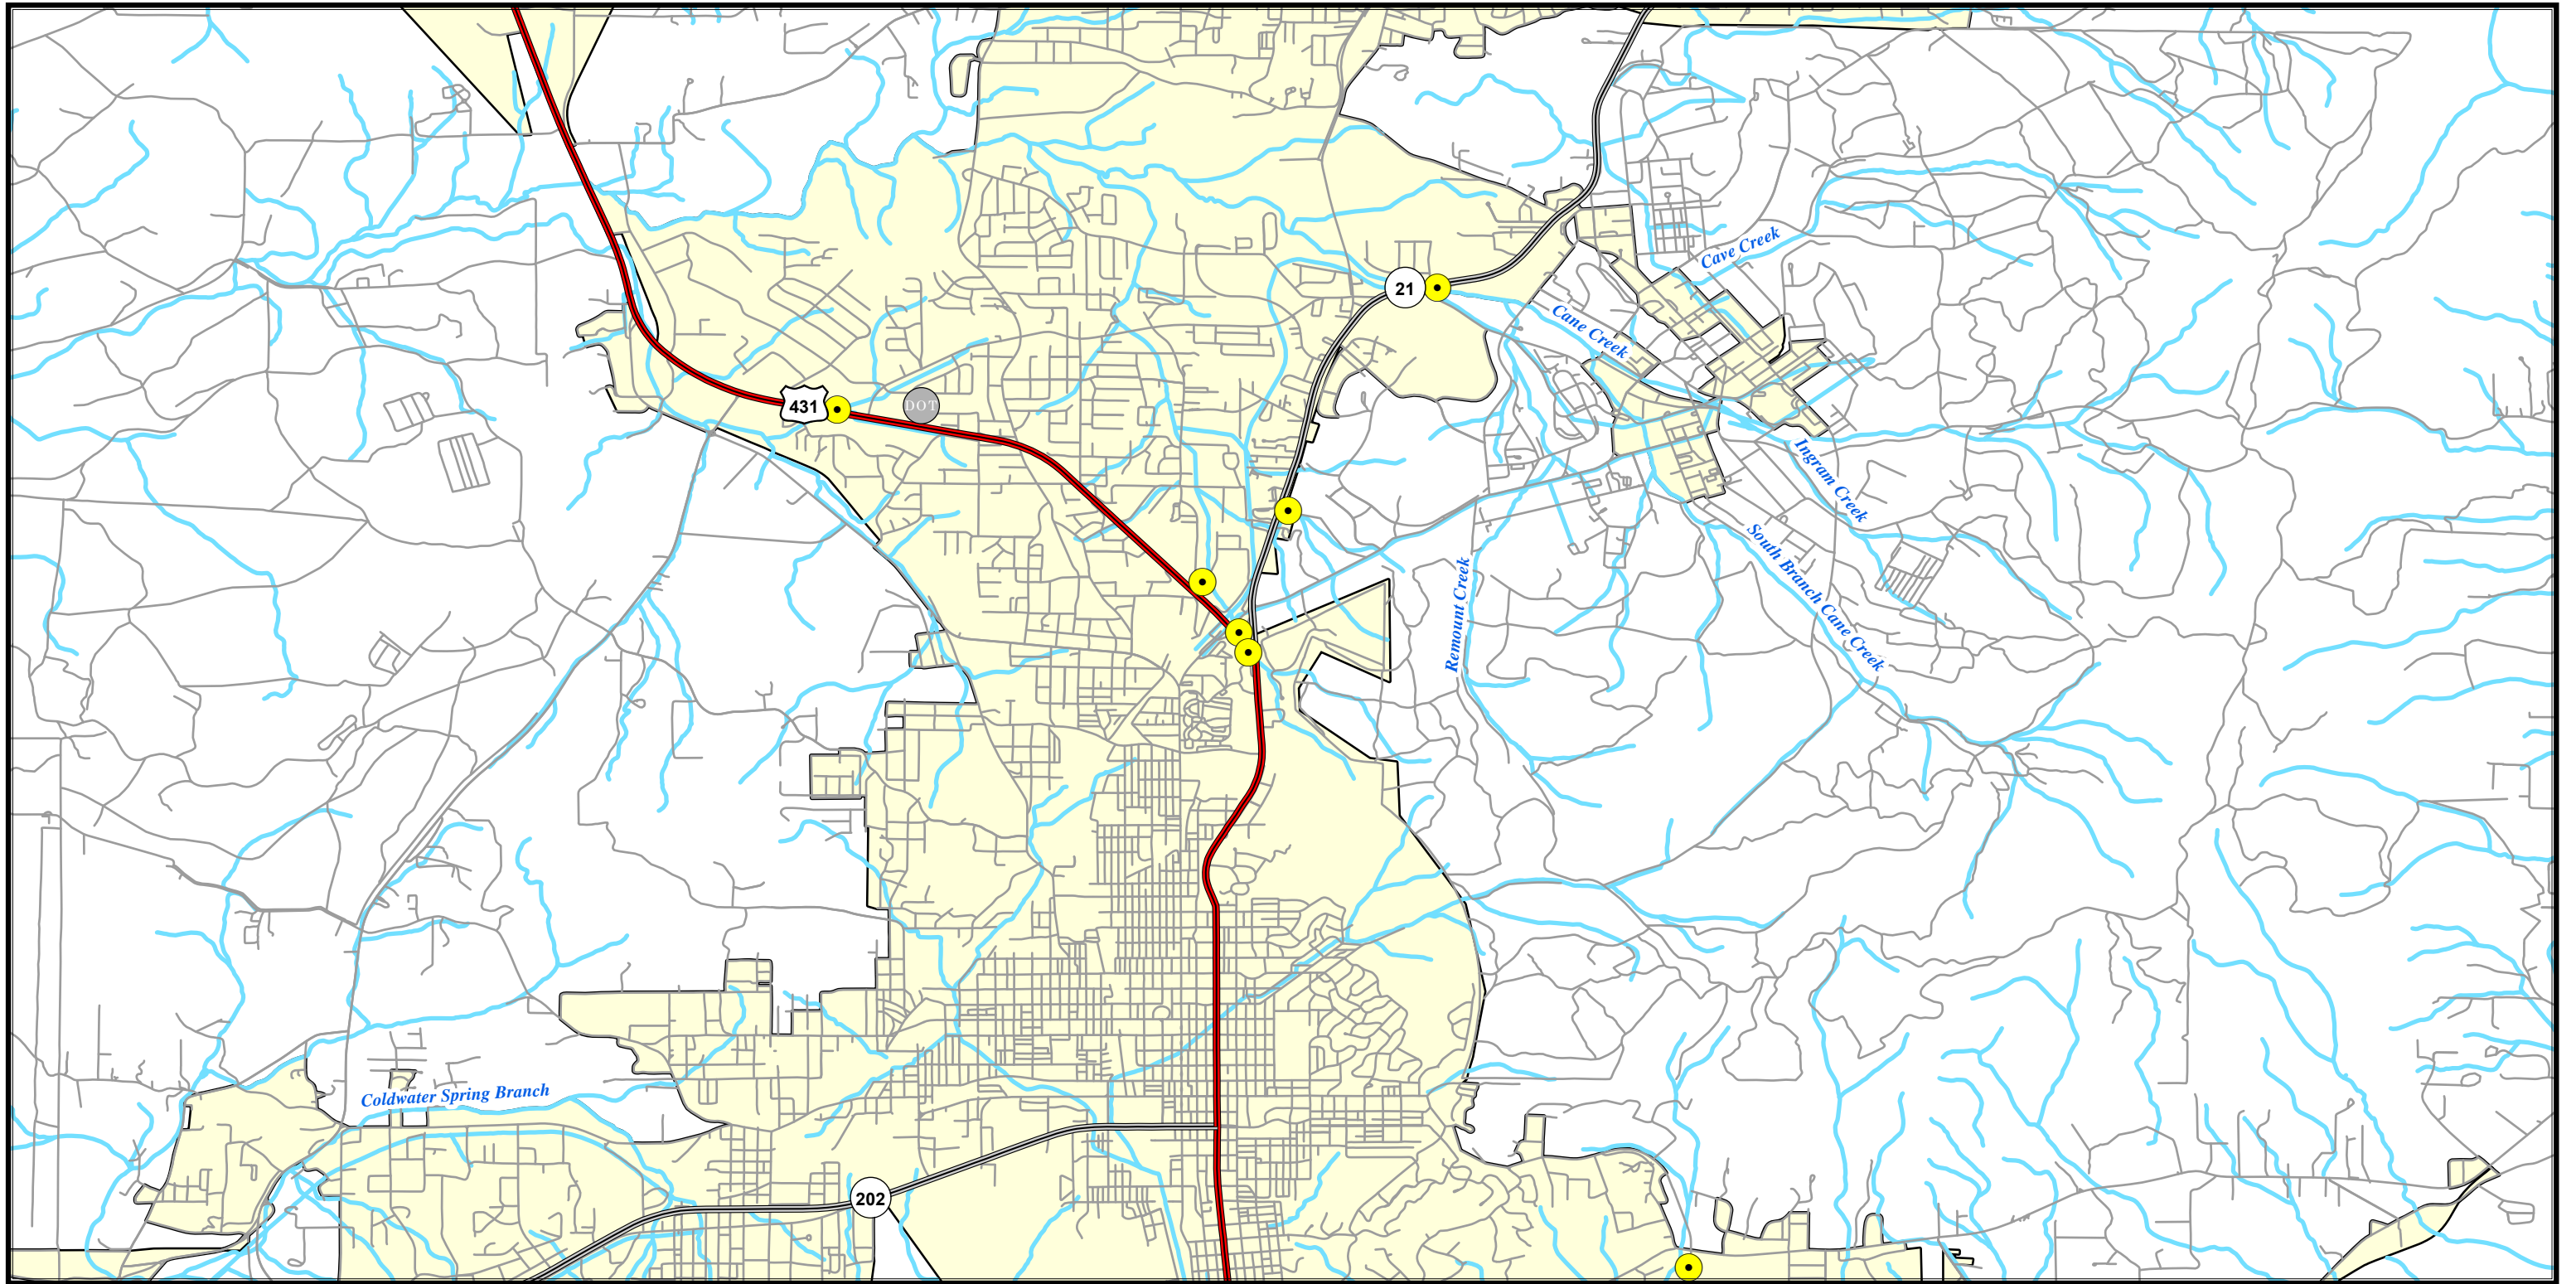 Cave Creek
21
Cane Creek
431
DOT
Ingram Creek
South Branch Cane Creek
Remount Creek
Coldwater Spring Branch
202